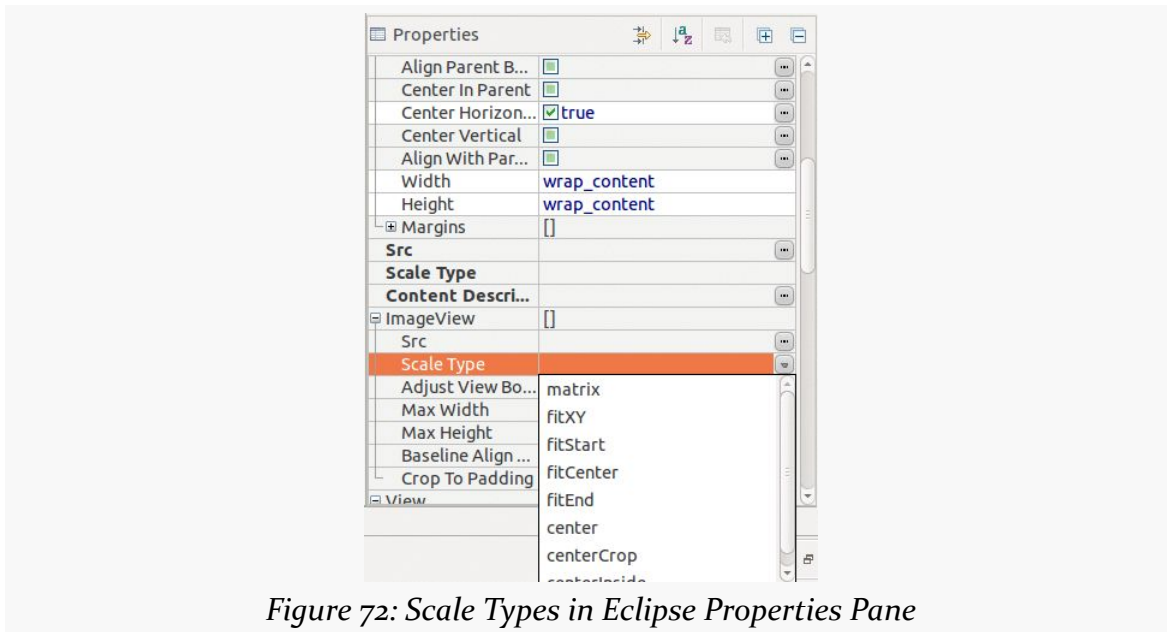 Properties
Align Parent B...
Center In Parent
Center Horizon... true
Center Vertical
Align With Par...
Width wrap_content
Height wrap_content
Margins []
Src
Scale Type
Content Descri...
ImageView []
Src
Scale Type
Adjust View Bo...
Max Width
Max Height
Baseline Align ...
Crop To Padding
View
matrix
fitXY
fitStart
fitCenter
fitEnd
center
centerCrop
centerInside
Figure 72: Scale Types in Eclipse Properties Pane